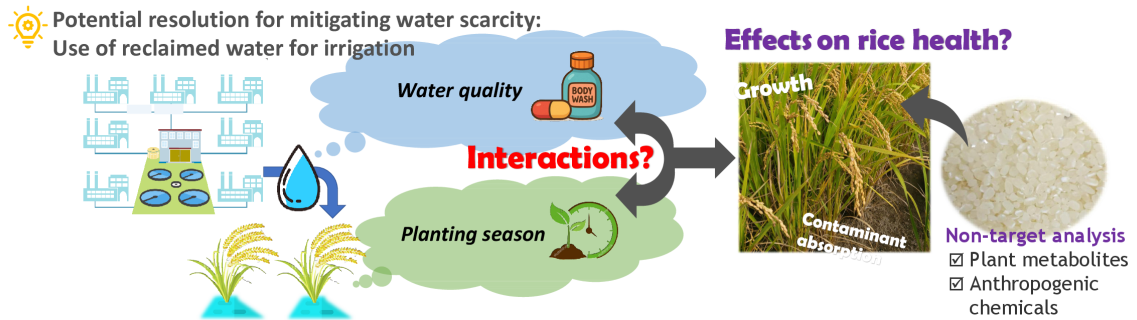 Potential resolution for mitigating water scarcity:
Use of reclaimed water for irrigation
Water quality
BODY
WASH
Interactions?
Planting season
Effects on rice health?
Growth
Contaminant
absorption
Non-target analysis
☑ Plant metabolites
☑ Anthropogenic
chemicals